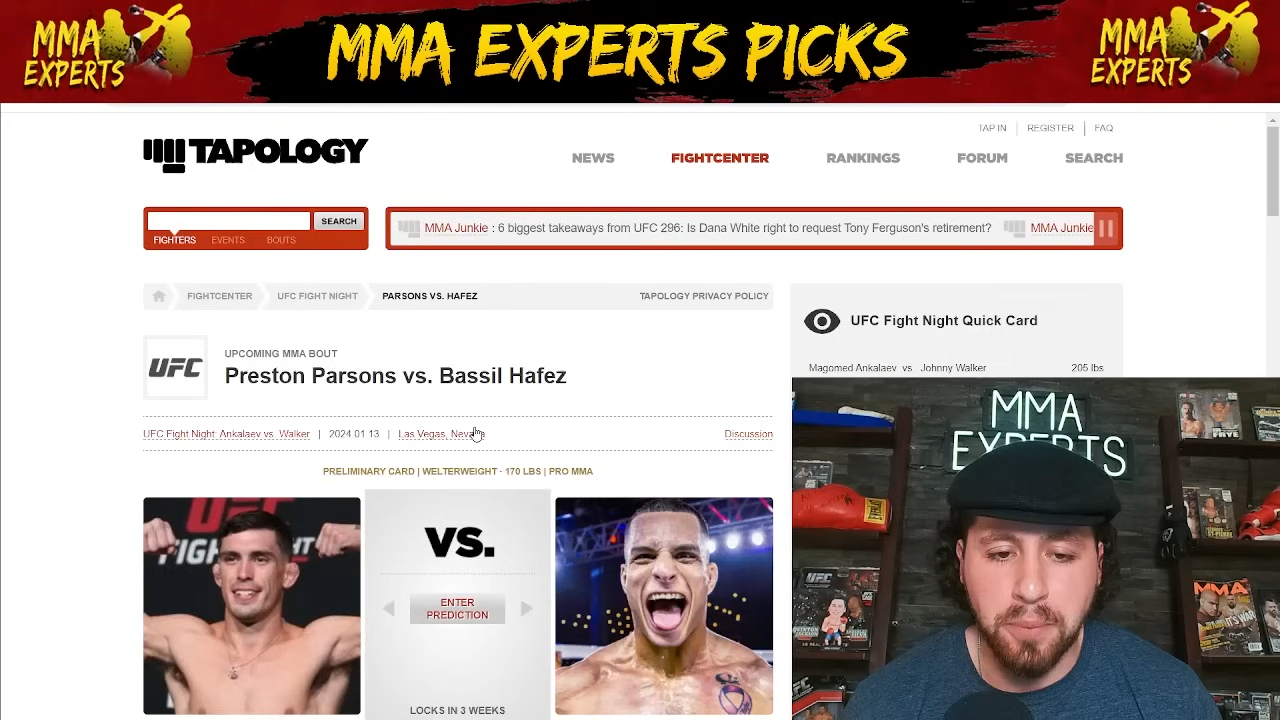 MMA
EXPERTS
MMA EXPERTS PICKS
MMA
EXPERTS
TAP IN
REGISTER
FAQ
TAPOLOGY
NEWS
FIGHTCENTER
RANKINGS
FORUM
SEARCH
SEARCH
FIGHTERS
EVENTS
BOUTS
MMA Junkie : 6 biggest takeaways from UFC 296: Is Dana White right to request Tony Ferguson's retirement?
MMA Junkie
FIGHTCENTER
UFC FIGHT NIGHT
PARSONS VS. HAFEZ
TAPOLOGY PRIVACY POLICY
UFC
UPCOMING MMA BOUT
Preston Parsons vs. Bassil Hafez
UFC Fight Night: Ankalaev vs. Walker | 2024 01 13 | Las Vegas, Nevada
Discussion
PRELIMINARY CARD | WELTERWEIGHT · 170 LBS | PRO MMA
VS.
ENTER
PREDICTION
LOCKS IN 3 WEEKS
UFC Fight Night Quick Card
Magomed Ankalaev vs. Johnny Walker 205 lbs
MMA
EXPERTS
UFC
MMA